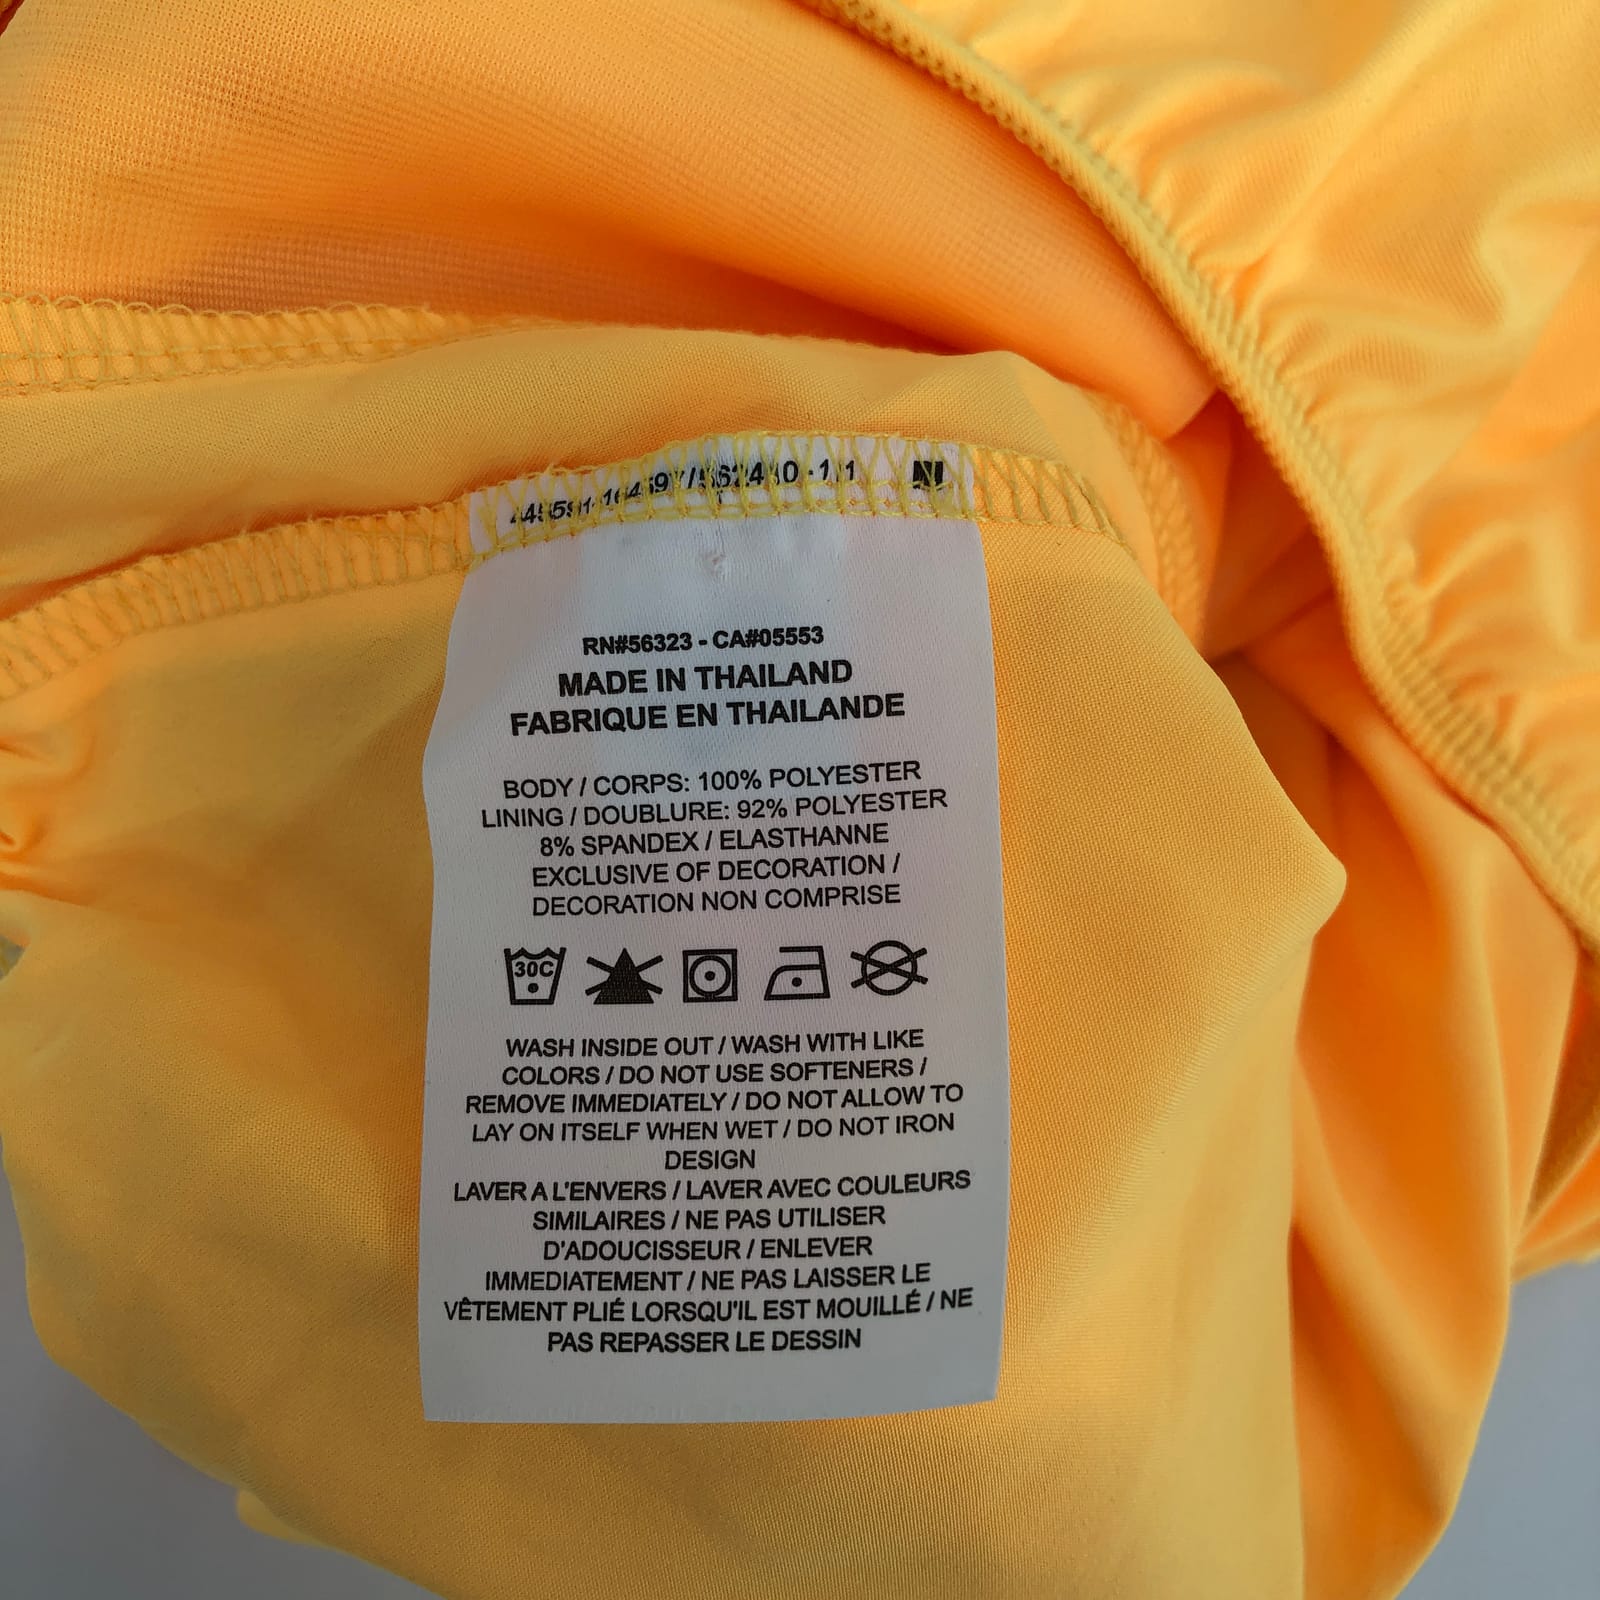 RN#56323 - CA#05553
MADE IN THAILAND
FABRIQUE EN THAILANDE
BODY / CORPS: 100% POLYESTER
LINING / DOUBLURE: 92% POLYESTER
8% SPANDEX / ELASTHANNE
EXCLUSIVE OF DECORATION /
DECORATION NON COMPRISE
30C
WASH INSIDE OUT / WASH WITH LIKE
COLORS / DO NOT USE SOFTENERS /
REMOVE IMMEDIATELY / DO NOT ALLOW TO
LAY ON ITSELF WHEN WET / DO NOT IRON
DESIGN
LAVER A L'ENVERS / LAVER AVEC COULEURS
SIMILAIRES / NE PAS UTILISER
D'ADOUCISSEUR / ENLEVER
IMMEDIATEMENT / NE PAS LAISSER LE
VÊTEMENT PLIÉ LORSQU'IL EST MOUILLÉ / NE
PAS REPASSER LE DESSIN